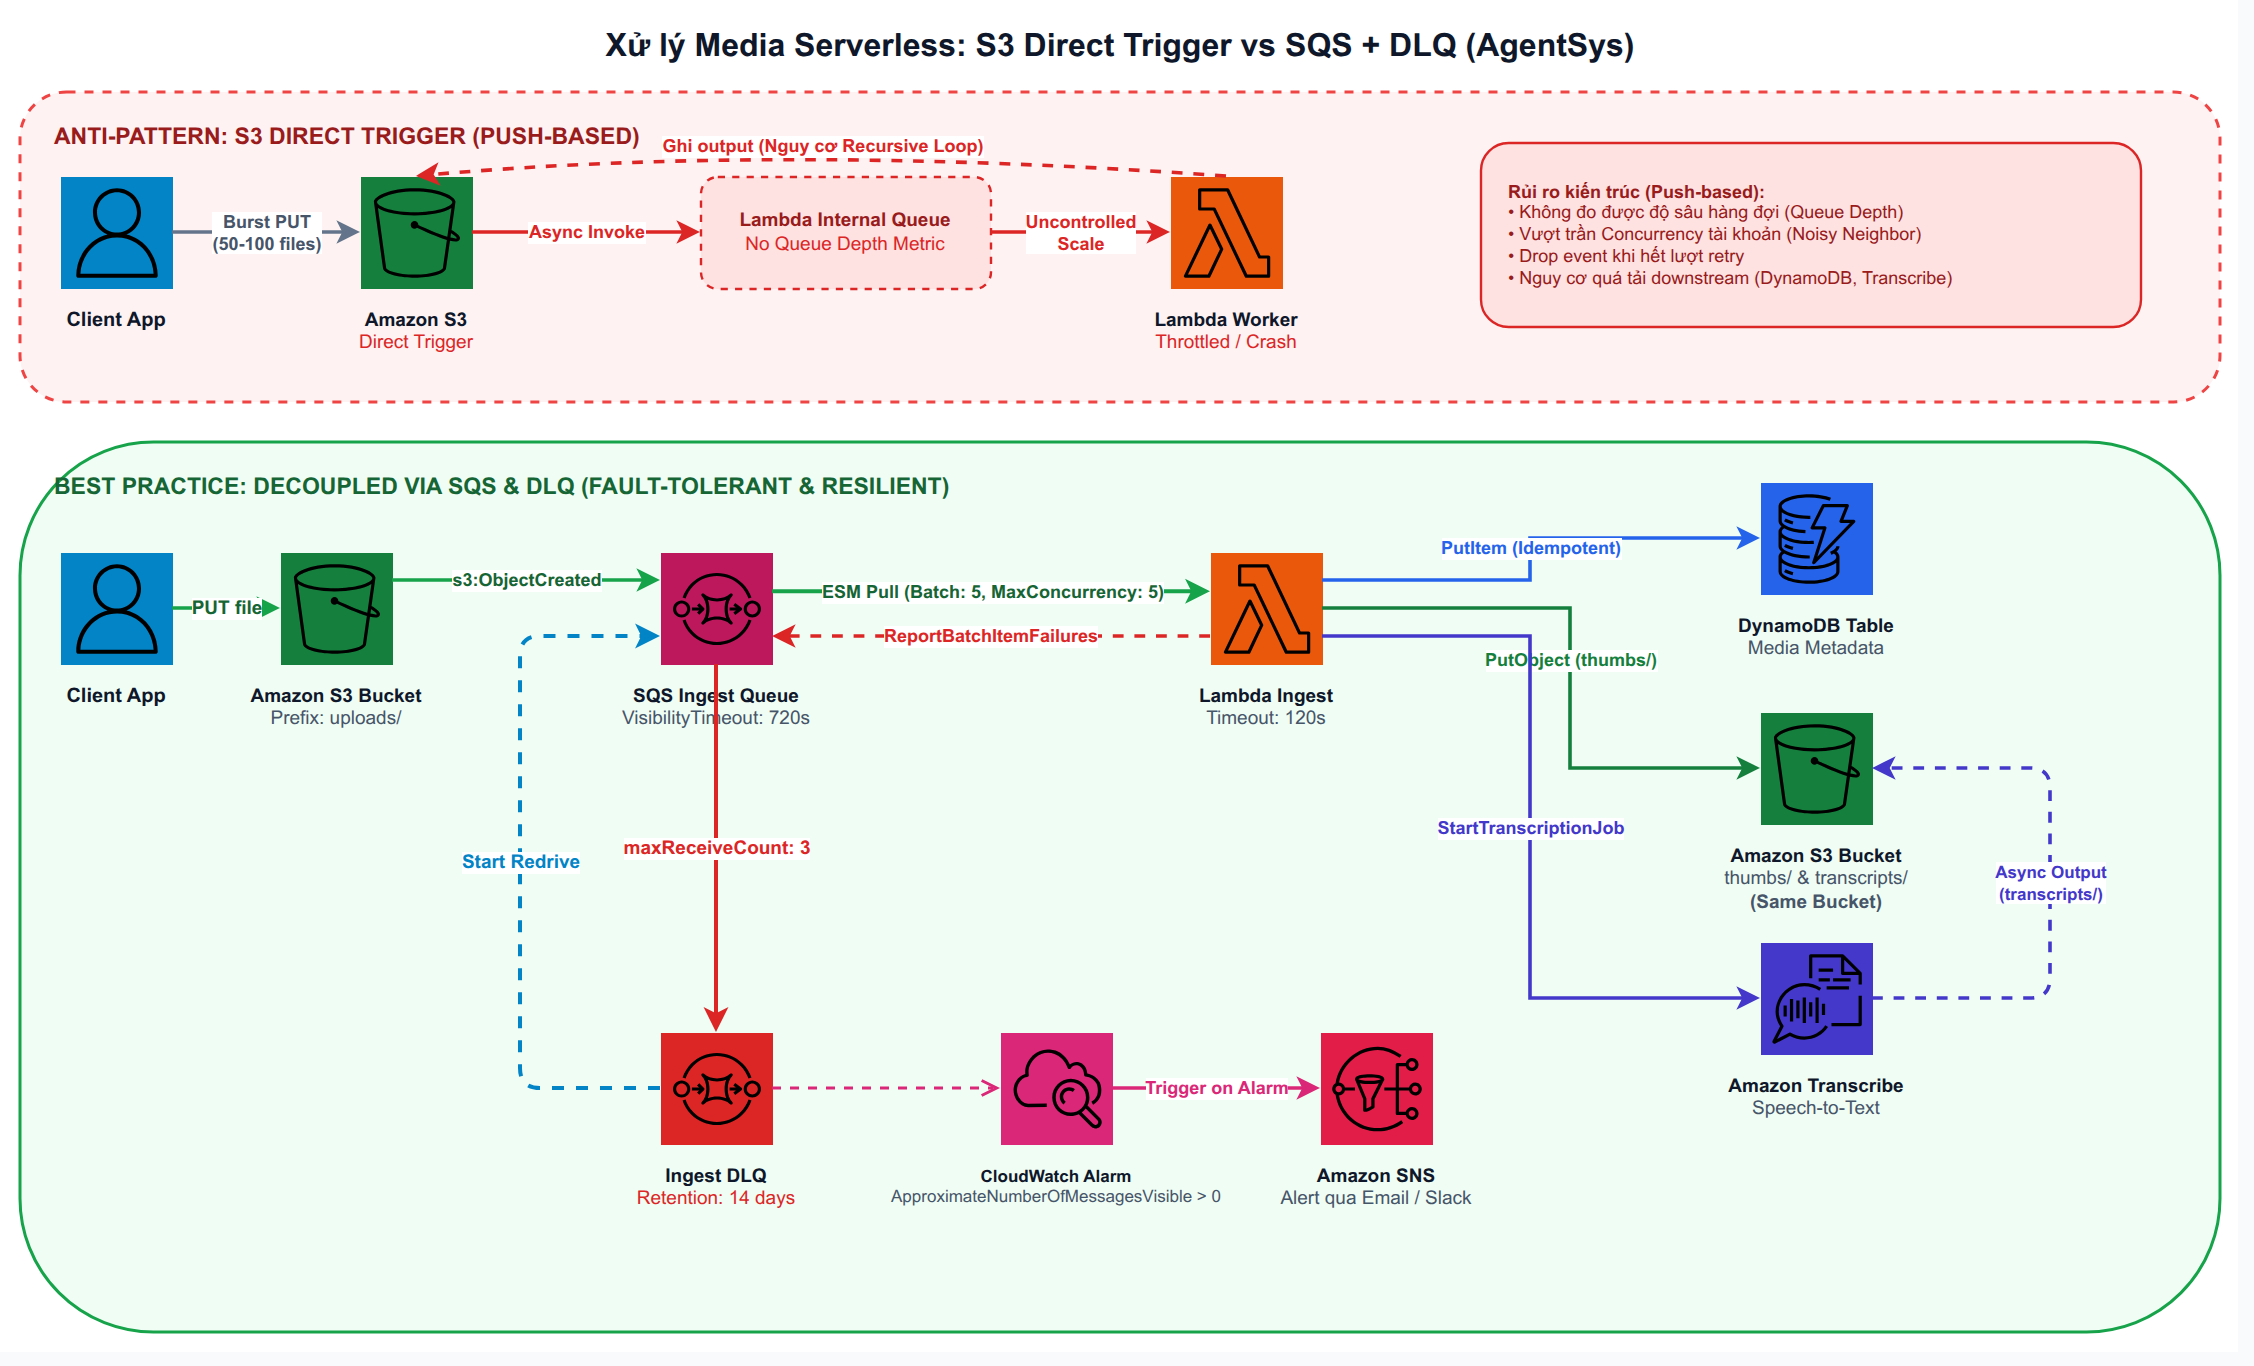 Xử lý Media Serverless: S3 Direct Trigger vs SQS + DLQ (AgentSys)
ANTI-PATTERN: S3 DIRECT TRIGGER (PUSH-BASED)
Ghi output (Nguy cơ Recursive Loop)
Burst PUT
(50-100 files)
Async Invoke
Lambda Internal Queue
No Queue Depth Metric
Uncontrolled
Scale
Client App
Amazon S3
Direct Trigger
Lambda Worker
Throttled / Crash
Rủi ro kiến trúc (Push-based):
• Không đo được độ sâu hàng đợi (Queue Depth)
• Vượt trần Concurrency tài khoản (Noisy Neighbor)
• Drop event khi hết lượt retry
• Nguy cơ quá tải downstream (DynamoDB, Transcribe)
BEST PRACTICE: DECOUPLED VIA SQS & DLQ (FAULT-TOLERANT & RESILIENT)
PUT file
s3:ObjectCreated
ESM Pull (Batch: 5, MaxConcurrency: 5)
ReportBatchItemFailures
PutItem (Idempotent)
PutObject (thumbs/)
Client App
Amazon S3 Bucket
Prefix: uploads/
SQS Ingest Queue
VisibilityTimeout: 720s
Lambda Ingest
Timeout: 120s
DynamoDB Table
Media Metadata
Start Redrive
maxReceiveCount: 3
StartTranscriptionJob
Amazon S3 Bucket
thumbs/ & transcripts/
(Same Bucket)
Async Output
(transcripts/)
Trigger on Alarm
Amazon Transcribe
Speech-to-Text
Ingest DLQ
Retention: 14 days
CloudWatch Alarm
ApproximateNumberOfMessagesVisible > 0
Amazon SNS
Alert qua Email / Slack